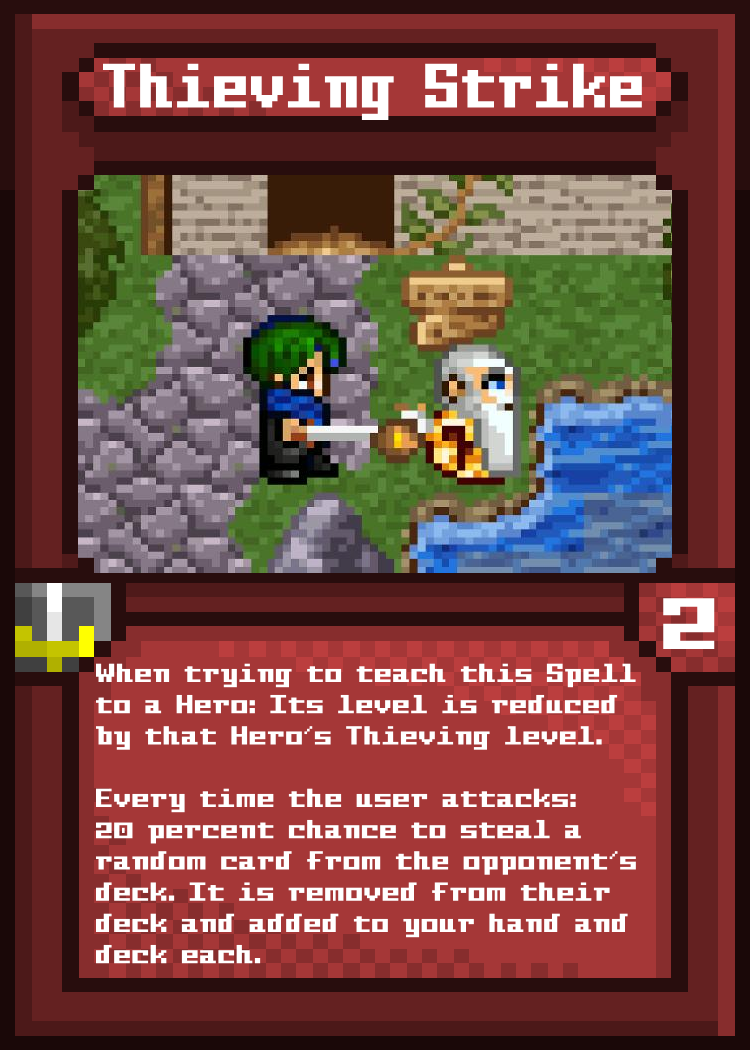 Thieving Strike
2
When trying to teach this Spell
to a Hero: Its level is reduced
by that Hero's Thieving level.
Every time the user attacks:
20 percent chance to steal a
random card from the opponent's
deck. It is removed from their
deck and added to your hand and
deck each.